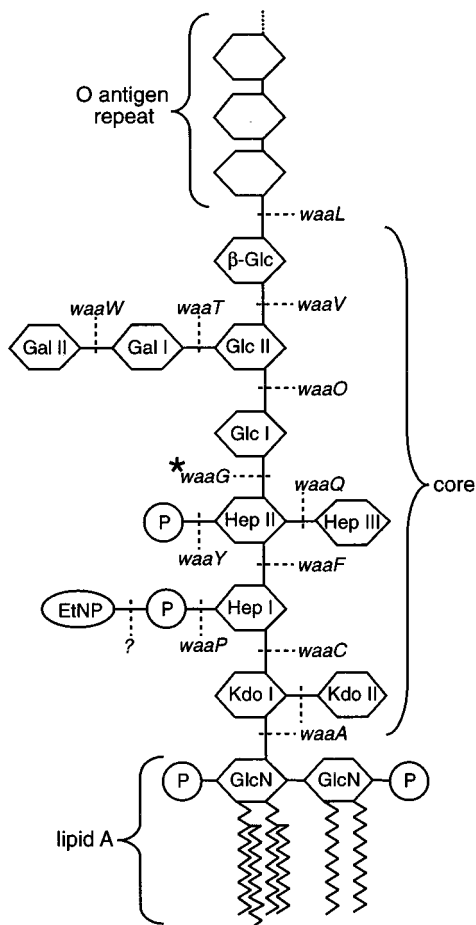 O antigen
repeat
waaL
β-Glc
waaW
waaT
waaV
Gal II
Gal I
Glc II
waaO
Glc I
*waaG
waaQ
core
P
Hep II
Hep III
waaY
waaF
EtNP
P
Hep I
?
waaP
waaC
Kdo I
Kdo II
waaA
P
GlcN
GlcN
P
lipid A